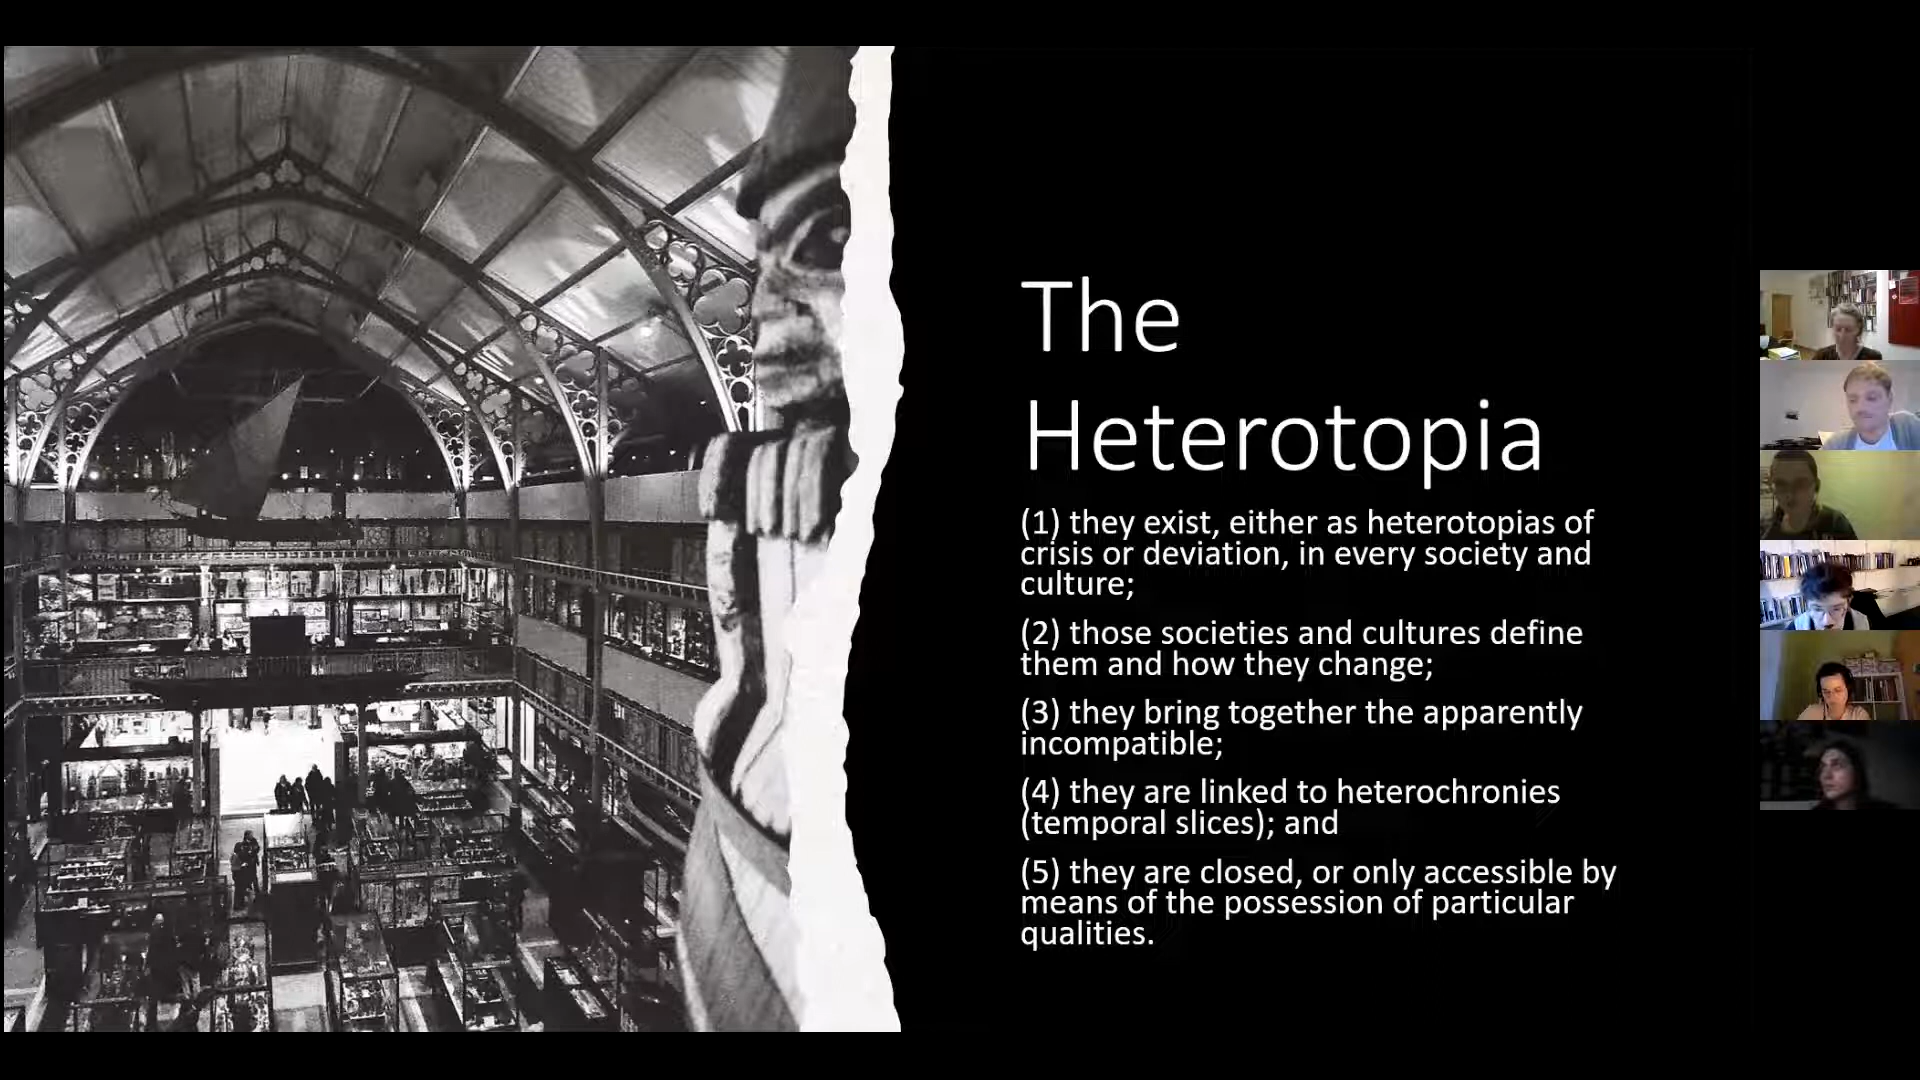 The
Heterotopia
(1) they exist, either as heterotopias of
crisis or deviation, in every society and
culture;
(2) those societies and cultures define
them and how they change;
(3) they bring together the apparently
incompatible;
(4) they are linked to heterochronies
(temporal slices); and
(5) they are closed, or only accessible by
means of the possession of particular
qualities.